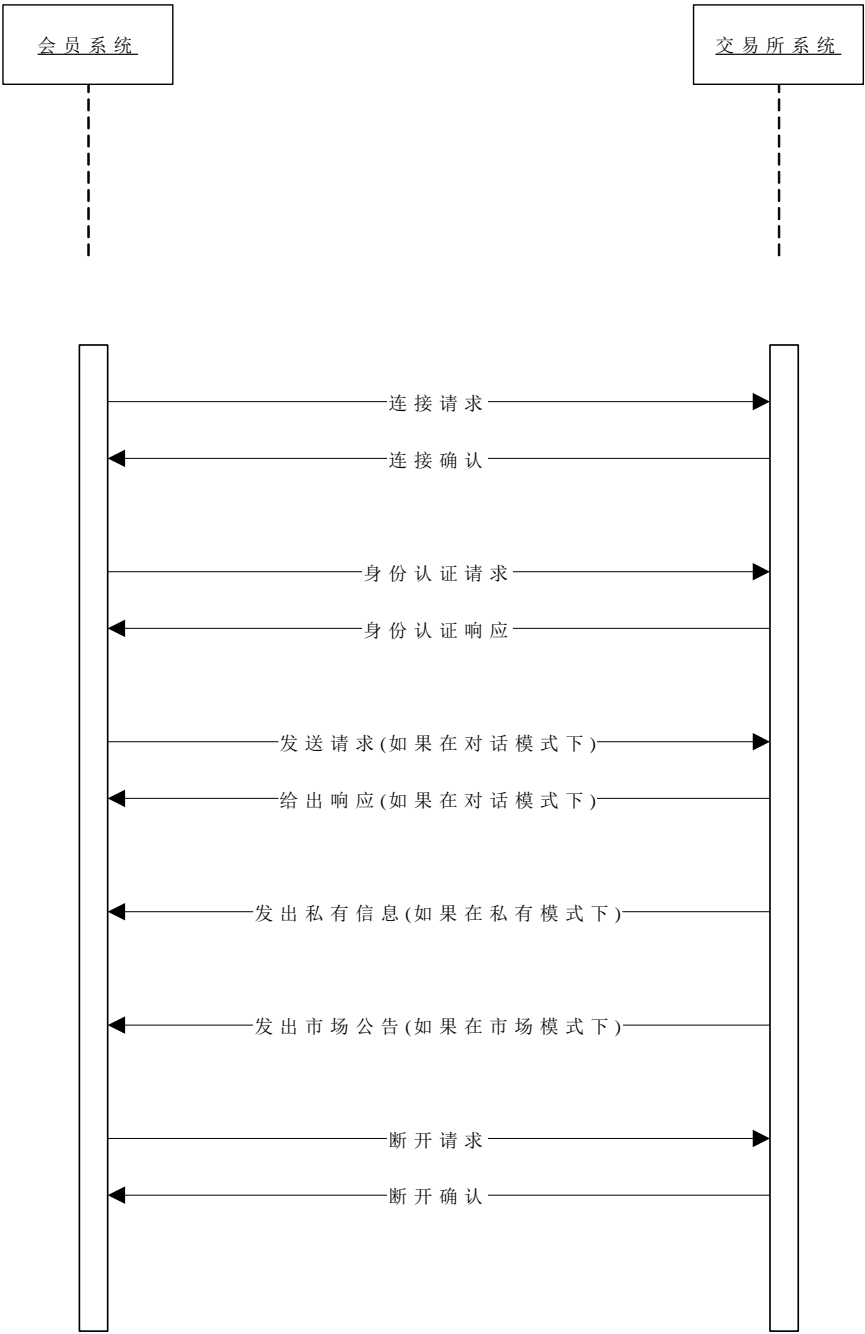 会员系统
交易所系统
连接请求
连接确认
身份认证请求
身份认证响应
发送请求(如果在对话模式下)
给出响应(如果在对话模式下)
发出私有信息(如果在私有模式下)
发出市场公告(如果在市场模式下)
断开请求
断开确认